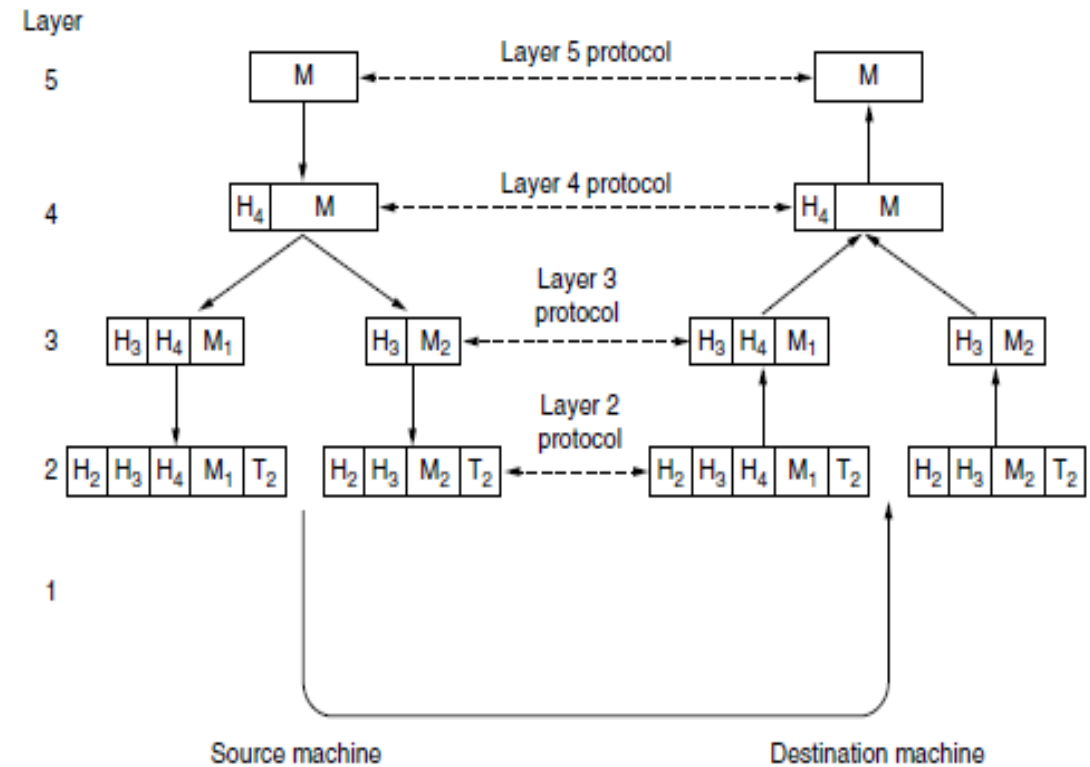 Layer
5
M
Layer 5 protocol
M
4
H₄ M
Layer 4 protocol
H₄ M
3
H₃ H₄ M₁
H₃ M₂
Layer 3
protocol
H₃ H₄ M₁
H₃ M₂
2
H₂ H₃ H₄ M₁ T₂
H₂ H₃ M₂ T₂
Layer 2
protocol
H₂ H₃ H₄ M₁ T₂
H₂ H₃ M₂ T₂
1
Source machine
Destination machine